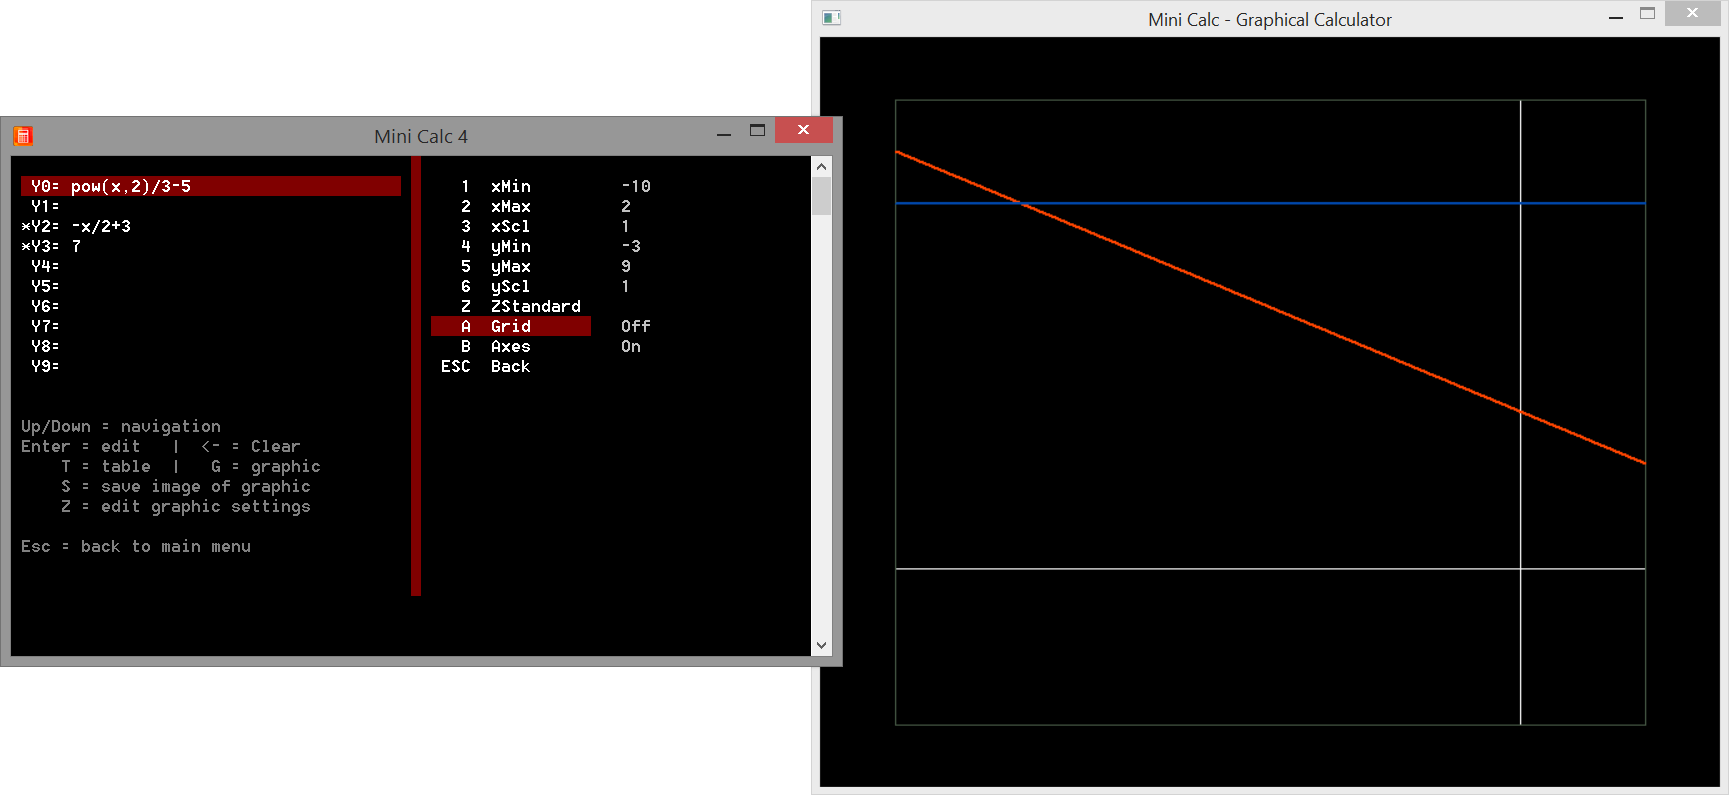 Mini Calc - Graphical Calculator
Mini Calc 4
Y0= pow(x,2)/3-5
Y1=
*Y2= -x/2+3
*Y3= 7
Y4=
Y5=
Y6=
Y7=
Y8=
Y9=
Up/Down = navigation
Enter = edit | <- = Clear
T = table | G = graphic
S = save image of graphic
Z = edit graphic settings
Esc = back to main menu
1 xMin -10
2 xMax 2
3 xScl 1
4 yMin -3
5 yMax 9
6 yScl 1
Z ZStandard
A Grid Off
B Axes On
ESC Back